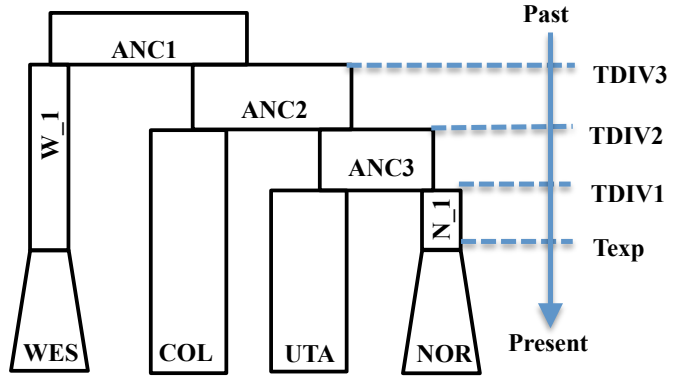 Past
ANC1
TDIV3
W_1
ANC2
TDIV2
ANC3
TDIV1
N_1
Texp
Present
WES
COL
UTA
NOR